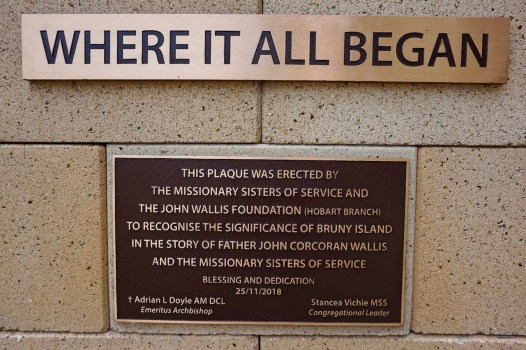 WHERE IT ALL BEGAN
THIS PLAQUE WAS ERECTED BY
THE MISSIONARY SISTERS OF SERVICE AND
THE JOHN WALLIS FOUNDATION (HOBART BRANCH)
TO RECOGNISE THE SIGNIFICANCE OF BRUNY ISLAND
IN THE STORY OF FATHER JOHN CORCORAN WALLIS
AND THE MISSIONARY SISTERS OF SERVICE
BLESSING AND DEDICATION
25/11/2018
† Adrian L Doyle AM DCL
Emeritus Archbishop
Stancea Vichie MSS
Congregational Leader